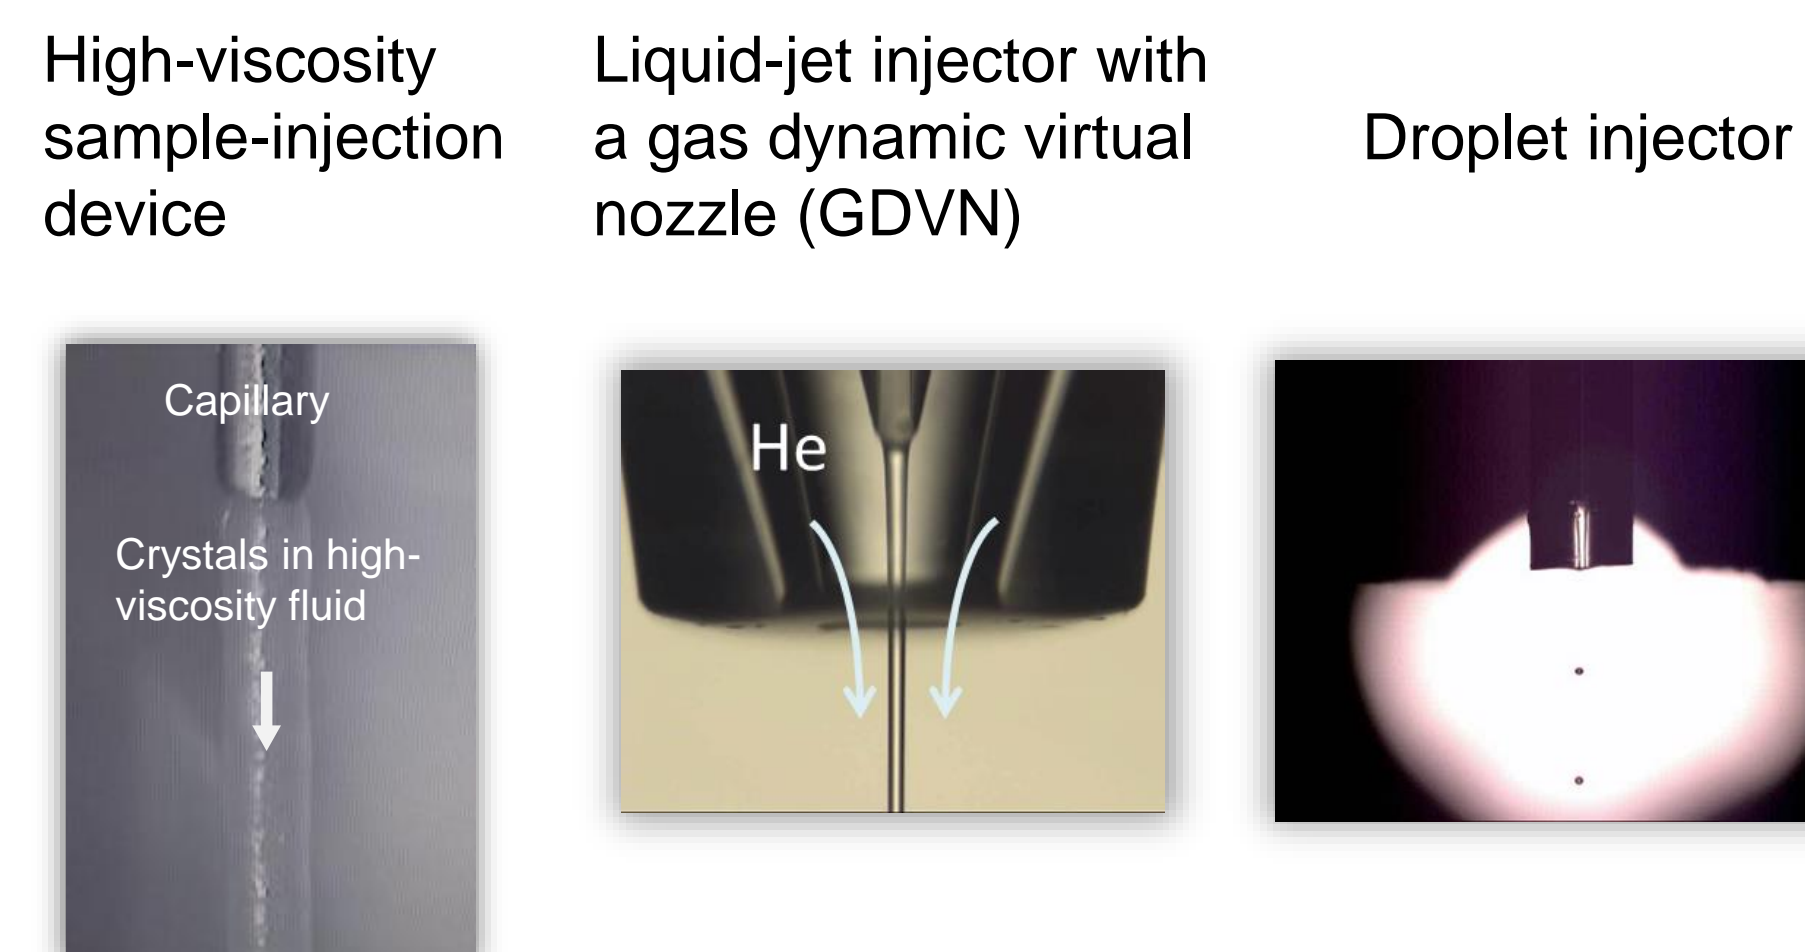 High-viscosity
sample-injection
device
Liquid-jet injector with
a gas dynamic virtual
nozzle (GDVN)
Droplet injector
Capillary
Crystals in high-
viscosity fluid
He